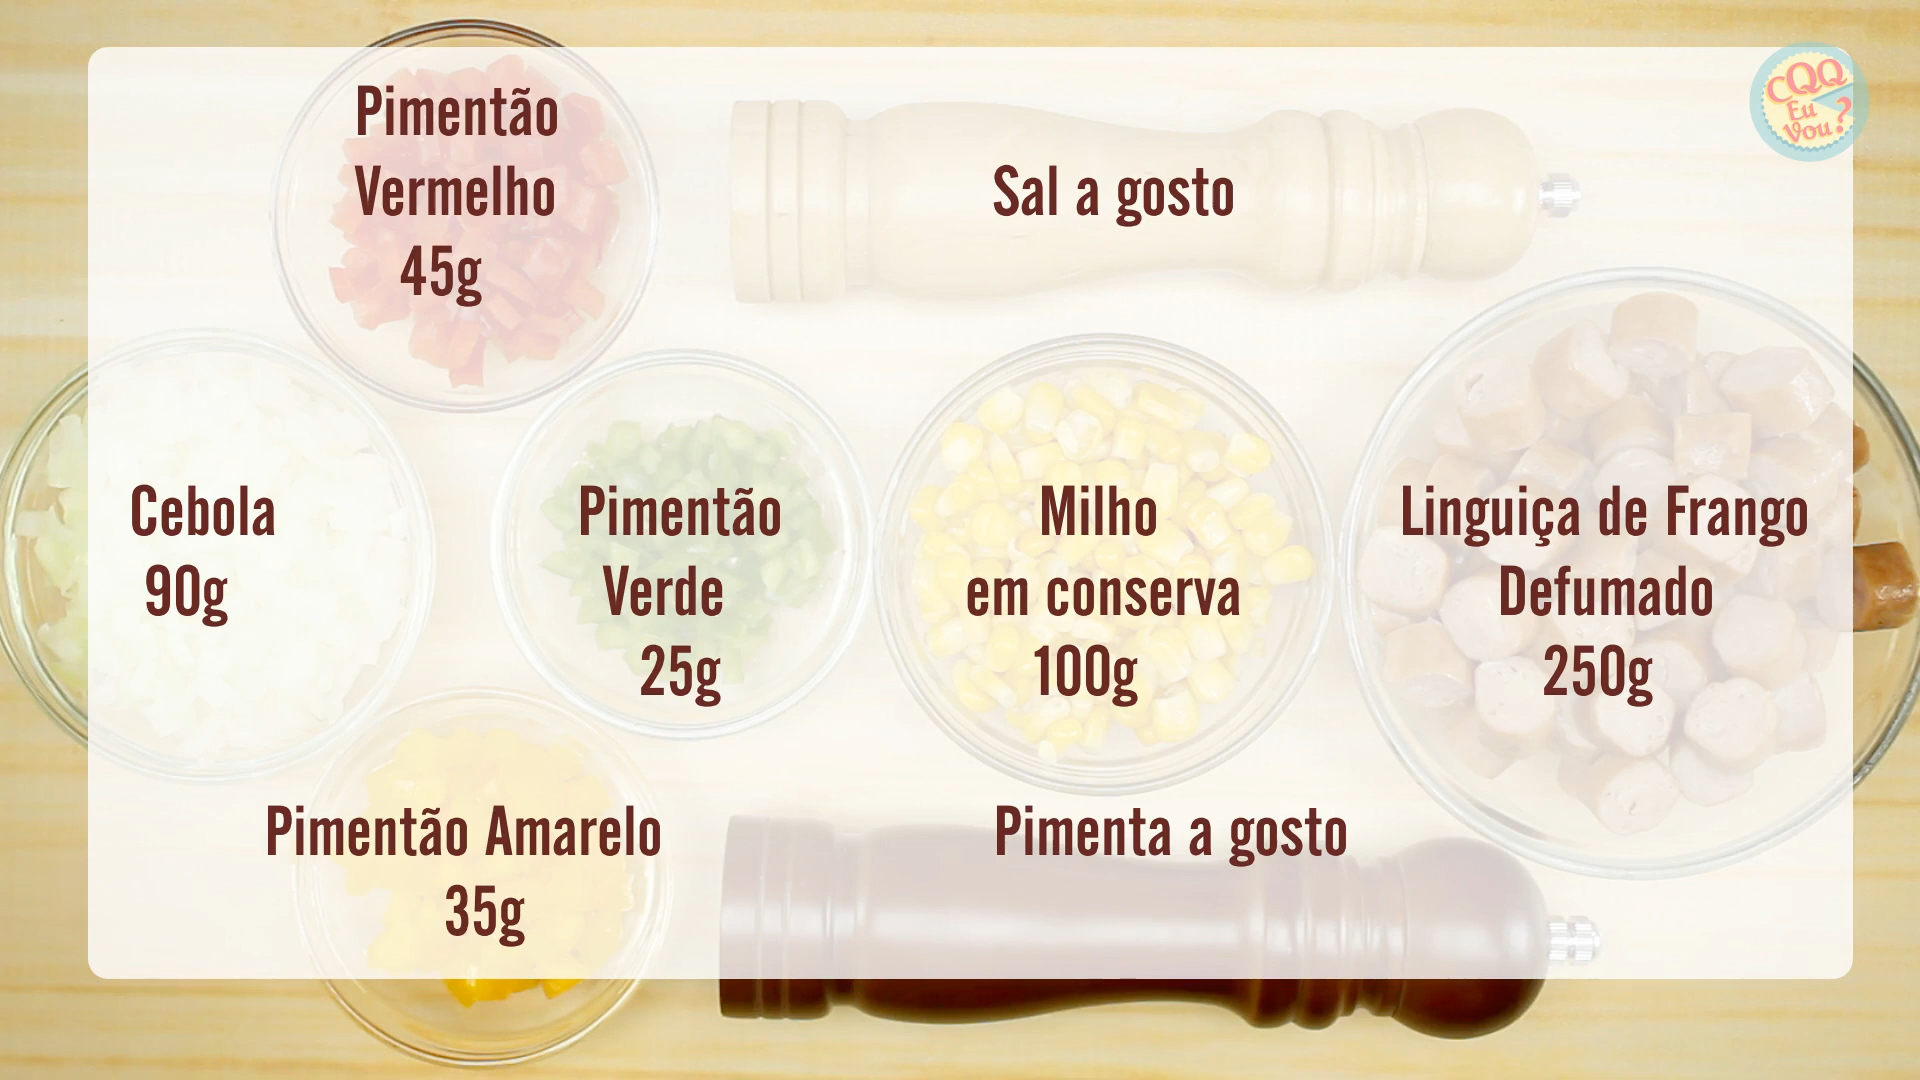 Pimentão
Vermelho
45g
Sal a gosto
CQQ
Eu
Vou?
Cebola
90g
Pimentão
Verde
25g
Milho
em conserva
100g
Linguiça de Frango
Defumado
250g
Pimentão Amarelo
35g
Pimenta a gosto